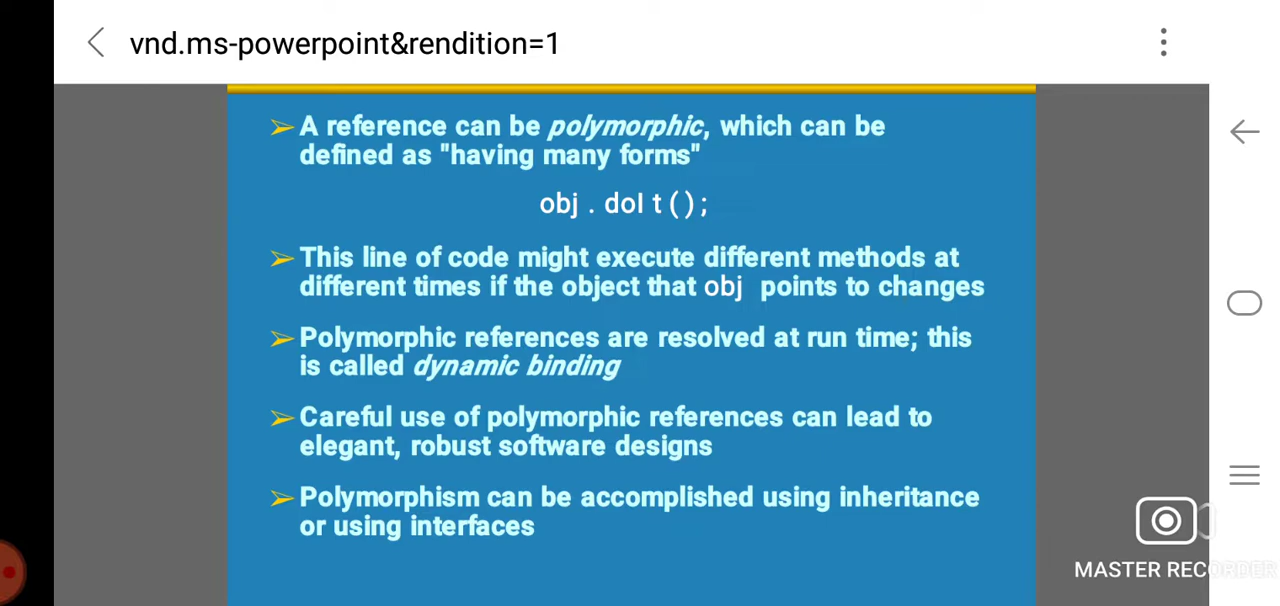 vnd.ms-powerpoint&rendition=1
➢ A reference can be polymorphic, which can be
defined as "having many forms"
obj.doIt();
➢ This line of code might execute different methods at
different times if the object that obj points to changes
➢ Polymorphic references are resolved at run time; this
is called dynamic binding
➢ Careful use of polymorphic references can lead to
elegant, robust software designs
➢ Polymorphism can be accomplished using inheritance
or using interfaces
MASTER RECORDER